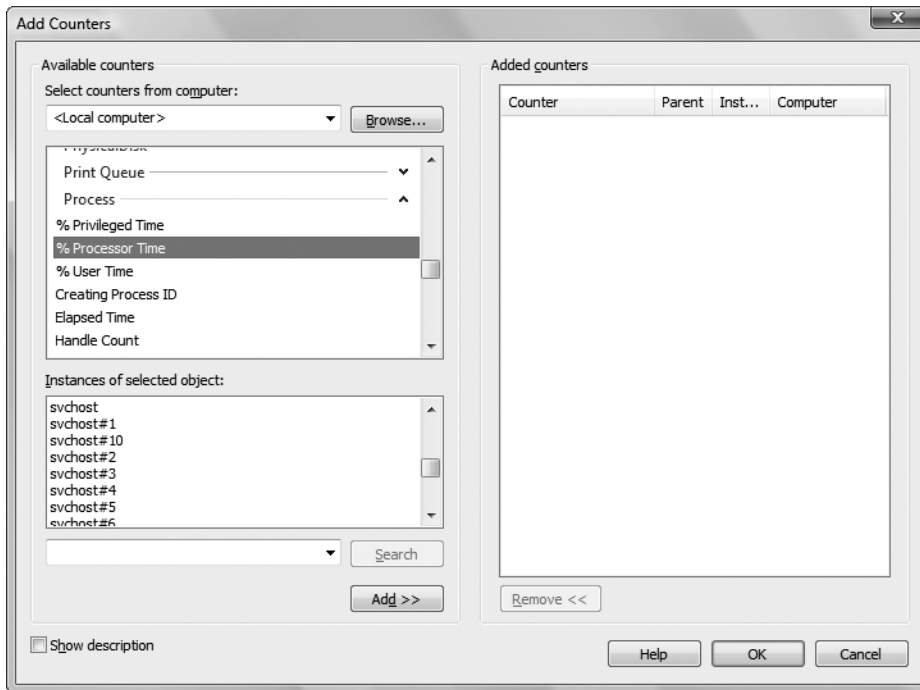 Add Counters
Available counters
Select counters from computer:
<Local computer>
Browse...
PhysicalDisk
Print Queue
Process
% Privileged Time
% Processor Time
% User Time
Creating Process ID
Elapsed Time
Handle Count
Instances of selected object:
svchost
svchost#1
svchost#10
svchost#2
svchost#3
svchost#4
svchost#5
svchost#6
Search
Add >>
Show description
Added counters
Counter Parent Inst... Computer
Remove <<
Help OK Cancel